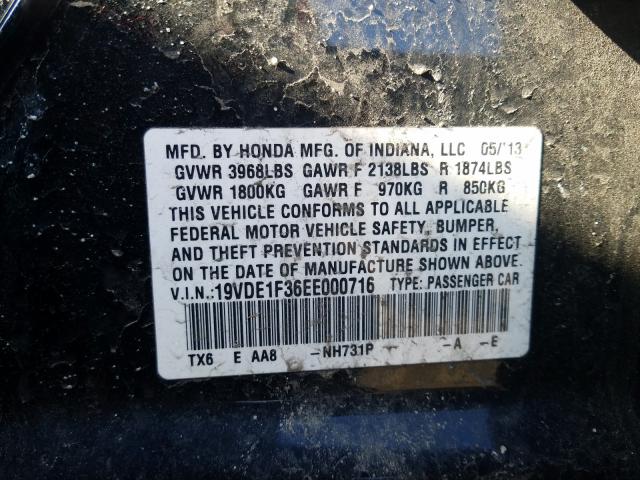 MFD. BY HONDA MFG. OF INDIANA, LLC 05/'13
GVWR 3968LBS GAWR F 2138LBS R 1874LBS
GVWR 1800KG GAWR F 970KG R 850KG
THIS VEHICLE CONFORMS TO ALL APPLICABLE
FEDERAL MOTOR VEHICLE SAFETY, BUMPER,
AND THEFT PREVENTION STANDARDS IN EFFECT
ON THE DATE OF MANUFACTURE SHOWN ABOVE.
V.I.N.:19VDE1F36EE000716 TYPE: PASSENGER CAR
TX6 E AA8 -NH731P- -A -E